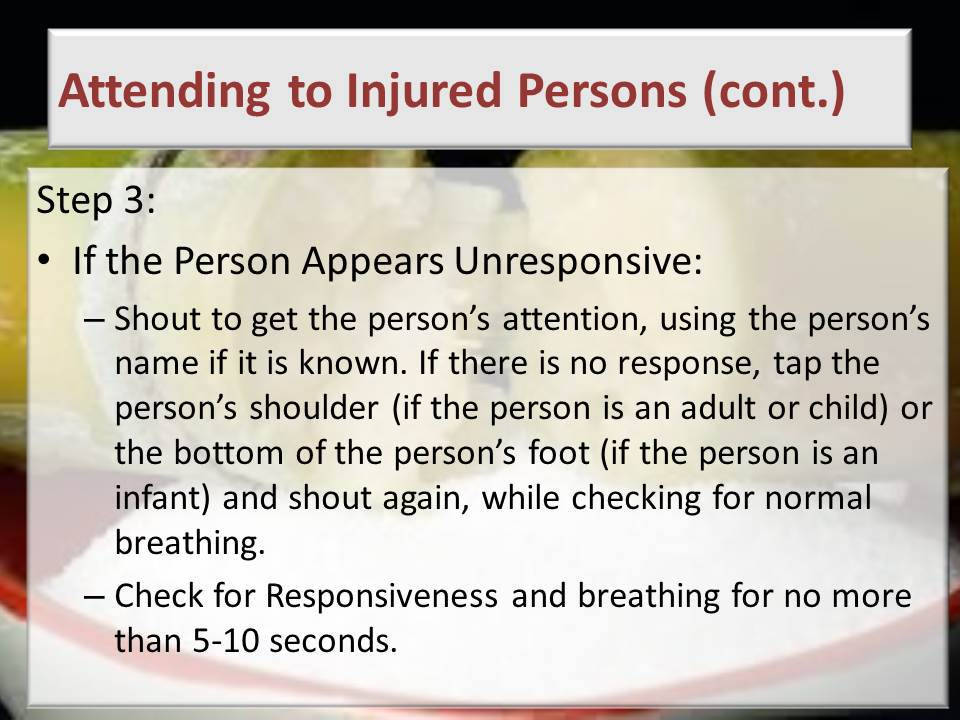 Attending to Injured Persons (cont.)
Step 3:
• If the Person Appears Unresponsive:
– Shout to get the person’s attention, using the person’s
name if it is known. If there is no response, tap the
person’s shoulder (if the person is an adult or child) or
the bottom of the person’s foot (if the person is an
infant) and shout again, while checking for normal
breathing.
– Check for Responsiveness and breathing for no more
than 5-10 seconds.